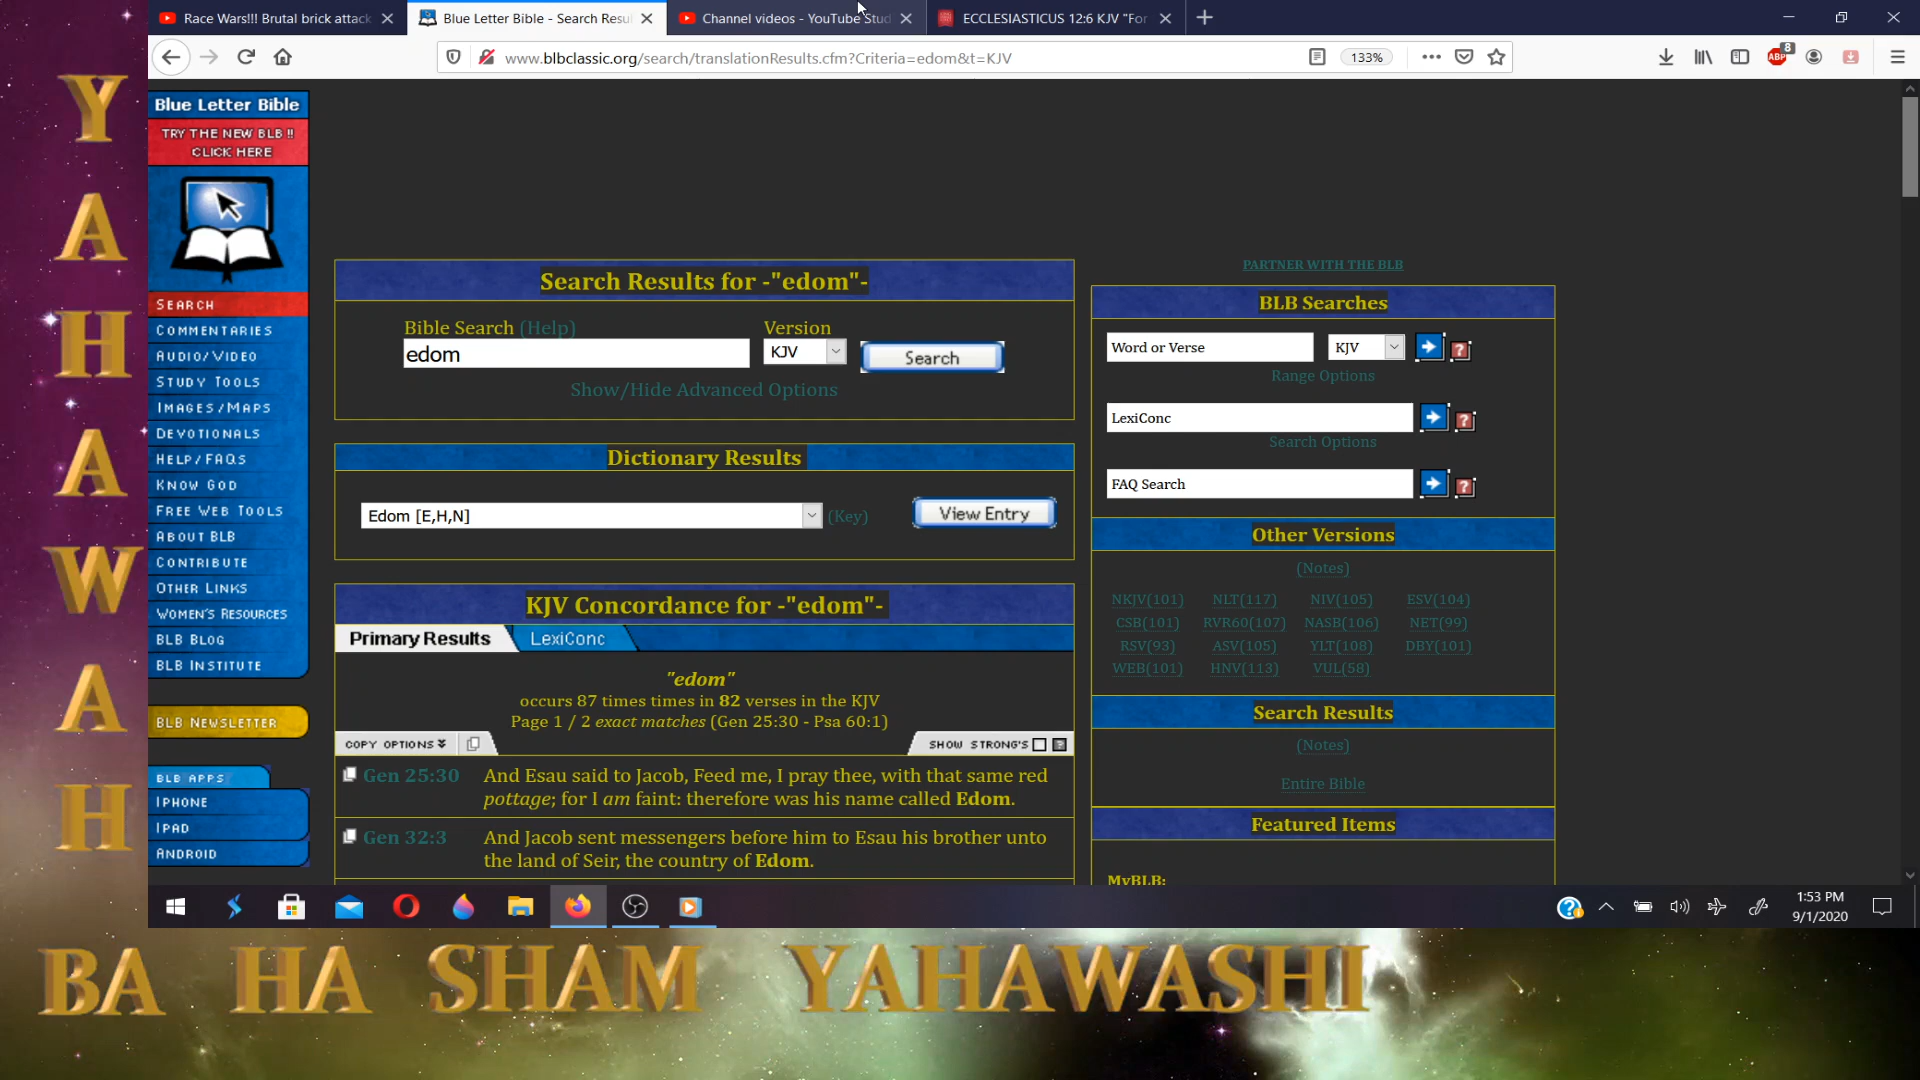 Race Wars!!! Brutal brick attack
Blue Letter Bible - Search Resu
Channel videos - YouTube Stud
ECCLESIASTICUS 12:6 KJV "For
www.blbclassic.org/search/translationResults.cfm?Criteria=edom&t=KJV
133%
8
ABP
YAHAWAH
Blue Letter Bible
TRY THE NEW BLB !!
CLICK HERE
SEARCH
COMMENTARIES
AUDIO/VIDEO
STUDY TOOLS
IMAGES/MAPS
DEVOTIONALS
HELP/FAQS
KNOW GOD
FREE WEB TOOLS
ABOUT BLB
CONTRIBUTE
OTHER LINKS
WOMEN'S RESOURCES
BLB BLOG
BLB INSTITUTE
BLB NEWSLETTER
BLB APPS
IPHONE
IPAD
ANDROID
Search Results for -"edom"-
Bible Search (Help)
Version
edom
KJV
Search
Show/Hide Advanced Options
Dictionary Results
Edom [E,H,N]
(Key)
View Entry
KJV Concordance for -"edom"-
Primary Results
LexiConc
"edom"
occurs 87 times times in 82 verses in the KJV
Page 1 / 2 exact matches (Gen 25:30 - Psa 60:1)
COPY OPTIONS
SHOW STRONG'S
Gen 25:30 And Esau said to Jacob, Feed me, I pray thee, with that same red
pottage; for I am faint: therefore was his name called Edom.
Gen 32:3 And Jacob sent messengers before him to Esau his brother unto
the land of Seir, the country of Edom.
PARTNER WITH THE BLB
BLB Searches
Word or Verse
KJV
Range Options
LexiConc
Search Options
FAQ Search
Other Versions
(Notes)
NKJV(101) NLT(117) NIV(105) ESV(104)
CSB(101) RVR60(107) NASB(106) NET(99)
RSV(93) ASV(105) YLT(108) DBY(101)
WEB(101) HNV(113) VUL(58)
Search Results
(Notes)
Entire Bible
Featured Items
MyBLB:
1:53 PM
9/1/2020
BA HA SHAM YAHAWASHI